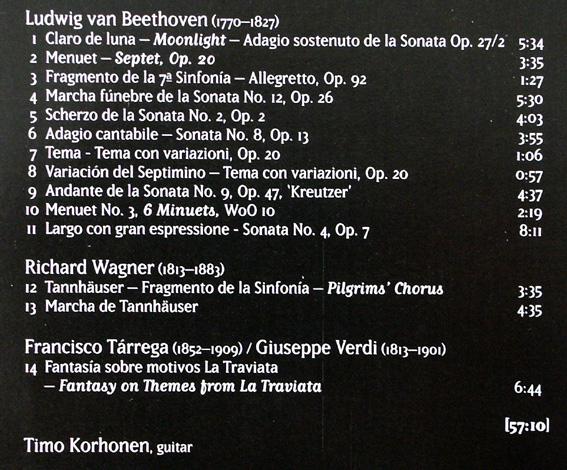 Ludwig van Beethoven (1770–1827)
1 Claro de luna – Moonlight – Adagio sostenuto de la Sonata Op. 27/2 5:34
2 Menuet – Septet, Op. 20 3:35
3 Fragmento de la 7ª Sinfonía – Allegretto, Op. 92 1:27
4 Marcha fúnebre de la Sonata No. 12, Op. 26 5:30
5 Scherzo de la Sonata No. 2, Op. 2 4:03
6 Adagio cantabile – Sonata No. 8, Op. 13 3:55
7 Tema - Tema con variazioni, Op. 20 1:06
8 Variación del Septimino – Tema con variazioni, Op. 20 0:57
9 Andante de la Sonata No. 9, Op. 47, ‘Kreutzer’ 4:37
10 Menuet No. 3, 6 Minuets, WoO 10 2:19
11 Largo con gran espressione - Sonata No. 4, Op. 7 8:11
Richard Wagner (1813–1883)
12 Tannhäuser – Fragmento de la Sinfonía – Pilgrims’ Chorus 3:35
13 Marcha de Tannhäuser 4:35
Francisco Tárrega (1852–1909) / Giuseppe Verdi (1813–1901)
14 Fantasía sobre motivos La Traviata
– Fantasy on Themes from La Traviata 6:44
[57:10]
Timo Korhonen, guitar